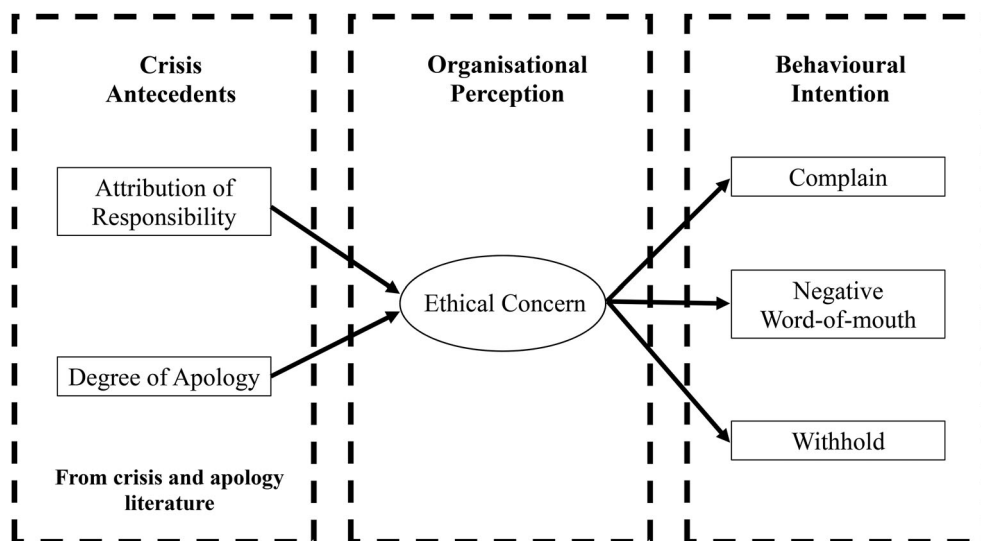 Crisis
Antecedents
Attribution of
Responsibility
Degree of Apology
From crisis and apology
literature
Organisational
Perception
Ethical Concern
Behavioural
Intention
Complain
Negative
Word-of-mouth
Withhold